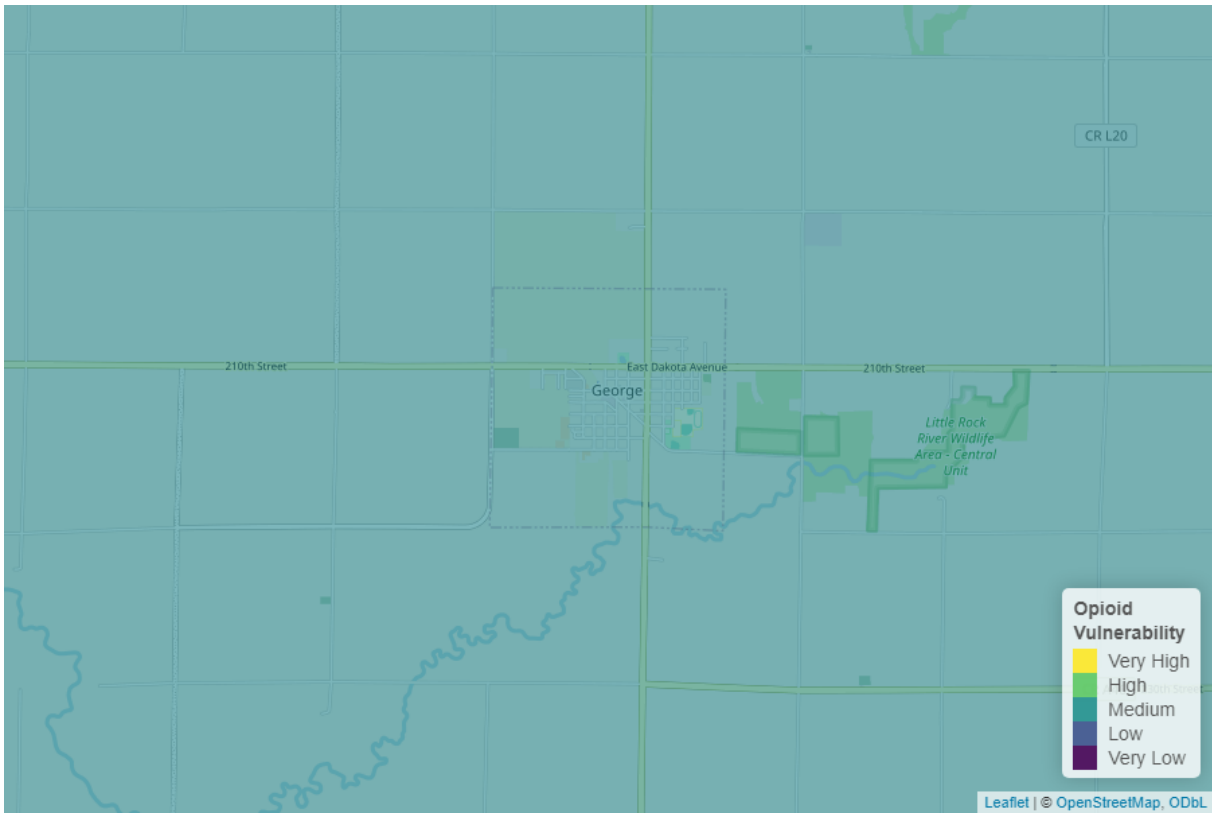 CR L20
210th Street
East Dakota Avenue
210th Street
George
Little Rock
River Wildlife
Area - Central
Unit
Opioid
Vulnerability
Very High
High
Medium
Low
Very Low
Leaflet | © OpenStreetMap, ODbL